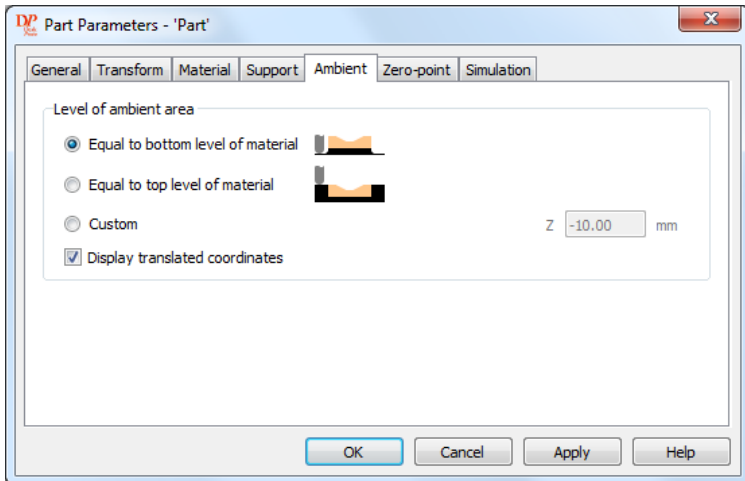 DP
Part Parameters - 'Part'
General Transform Material Support Ambient Zero-point Simulation
Level of ambient area
Equal to bottom level of material
Equal to top level of material
Custom Z -10.00 mm
Display translated coordinates
OK Cancel Apply Help